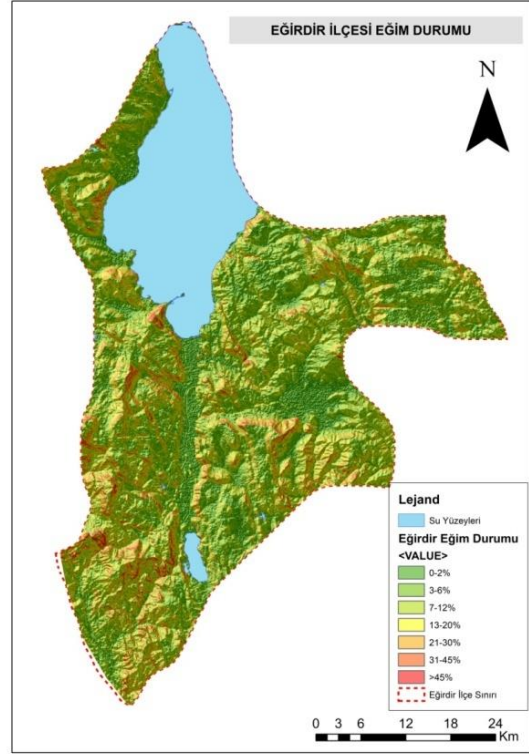 EĞİRDİR İLÇESİ EĞİM DURUMU
N
Lejand
Su Yüzeyleri
Eğirdir Eğim Durumu
<VALUE>
0-2%
3-6%
7-12%
13-20%
21-30%
31-45%
>45%
Eğirdir İlçe Sınırı
0 3 6 12 18 24
Km